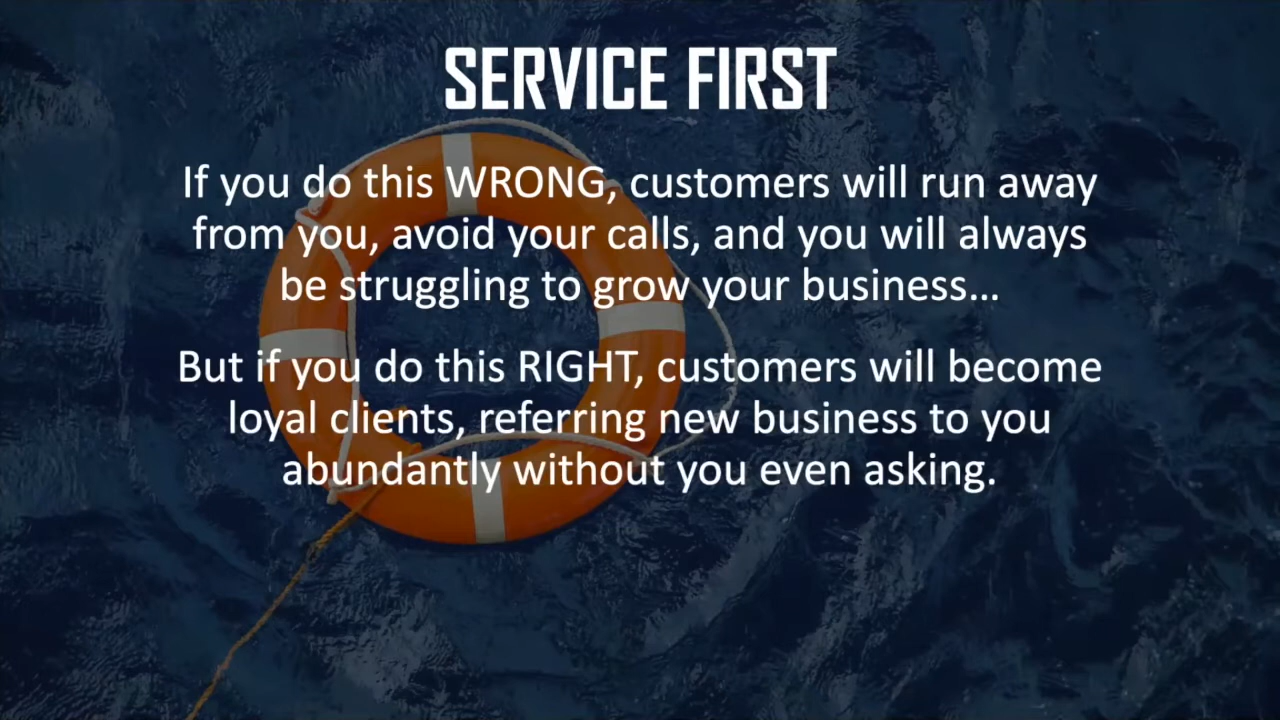 SERVICE FIRST
If you do this WRONG, customers will run away
from you, avoid your calls, and you will always
be struggling to grow your business...
But if you do this RIGHT, customers will become
loyal clients, referring new business to you
abundantly without you even asking.